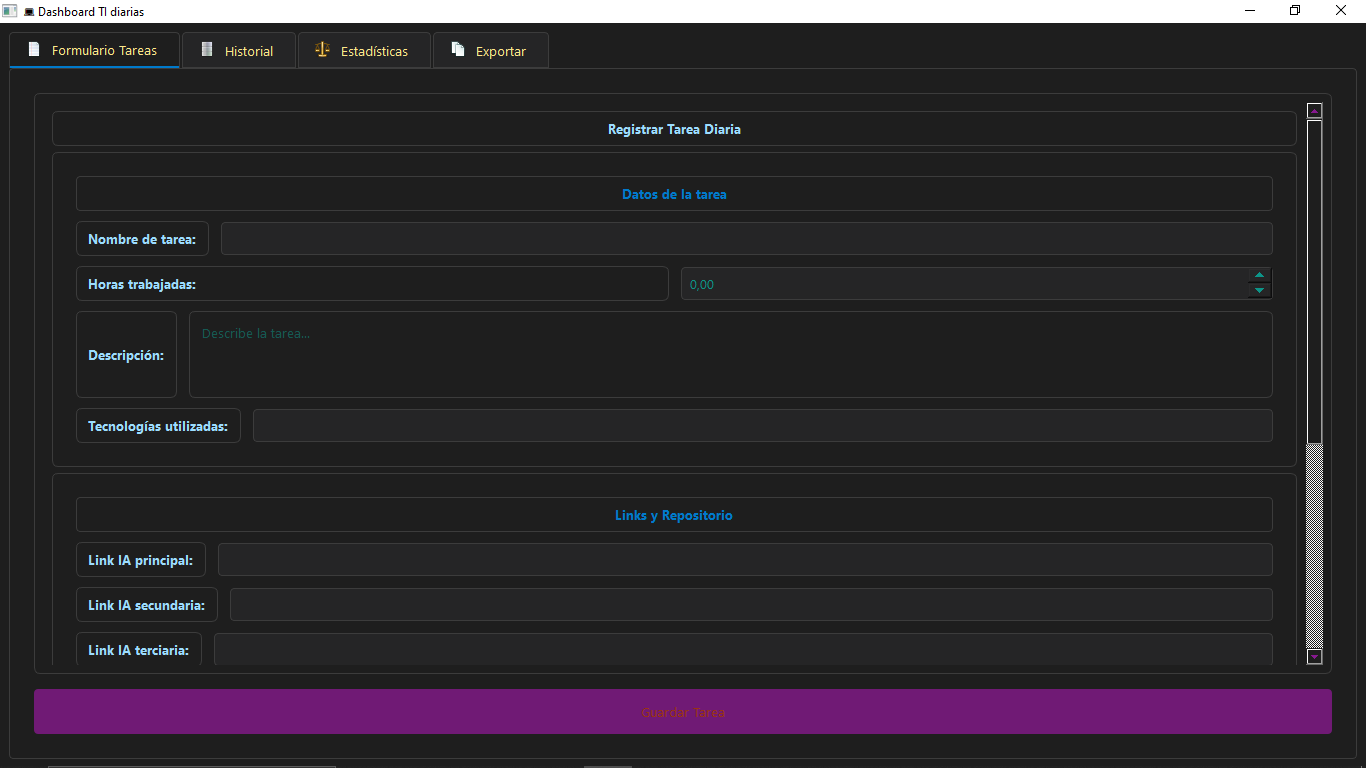 Dashboard TI diarias
Formulario Tareas
Historial
Estadísticas
Exportar
Registrar Tarea Diaria
Datos de la tarea
Nombre de tarea:
Horas trabajadas:
0,00
Descripción:
Describe la tarea...
Tecnologías utilizadas:
Links y Repositorio
Link IA principal:
Link IA secundaria:
Link IA terciaria:
Guardar Tarea